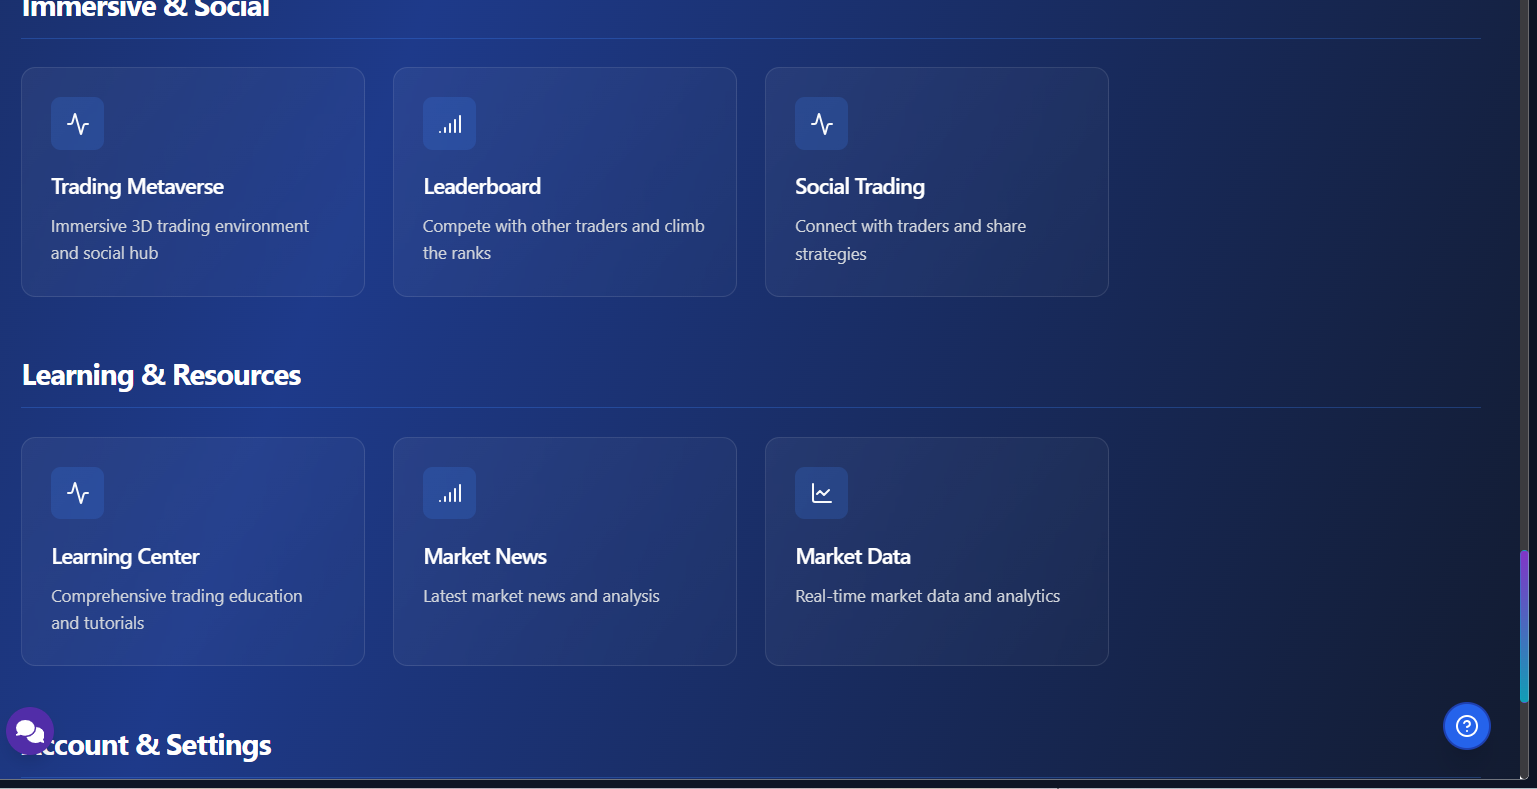 Immersive & Social
Trading Metaverse
Immersive 3D trading environment
and social hub
Leaderboard
Compete with other traders and climb
the ranks
Social Trading
Connect with traders and share
strategies
Learning & Resources
Learning Center
Comprehensive trading education
and tutorials
Market News
Latest market news and analysis
Market Data
Real-time market data and analytics
Account & Settings